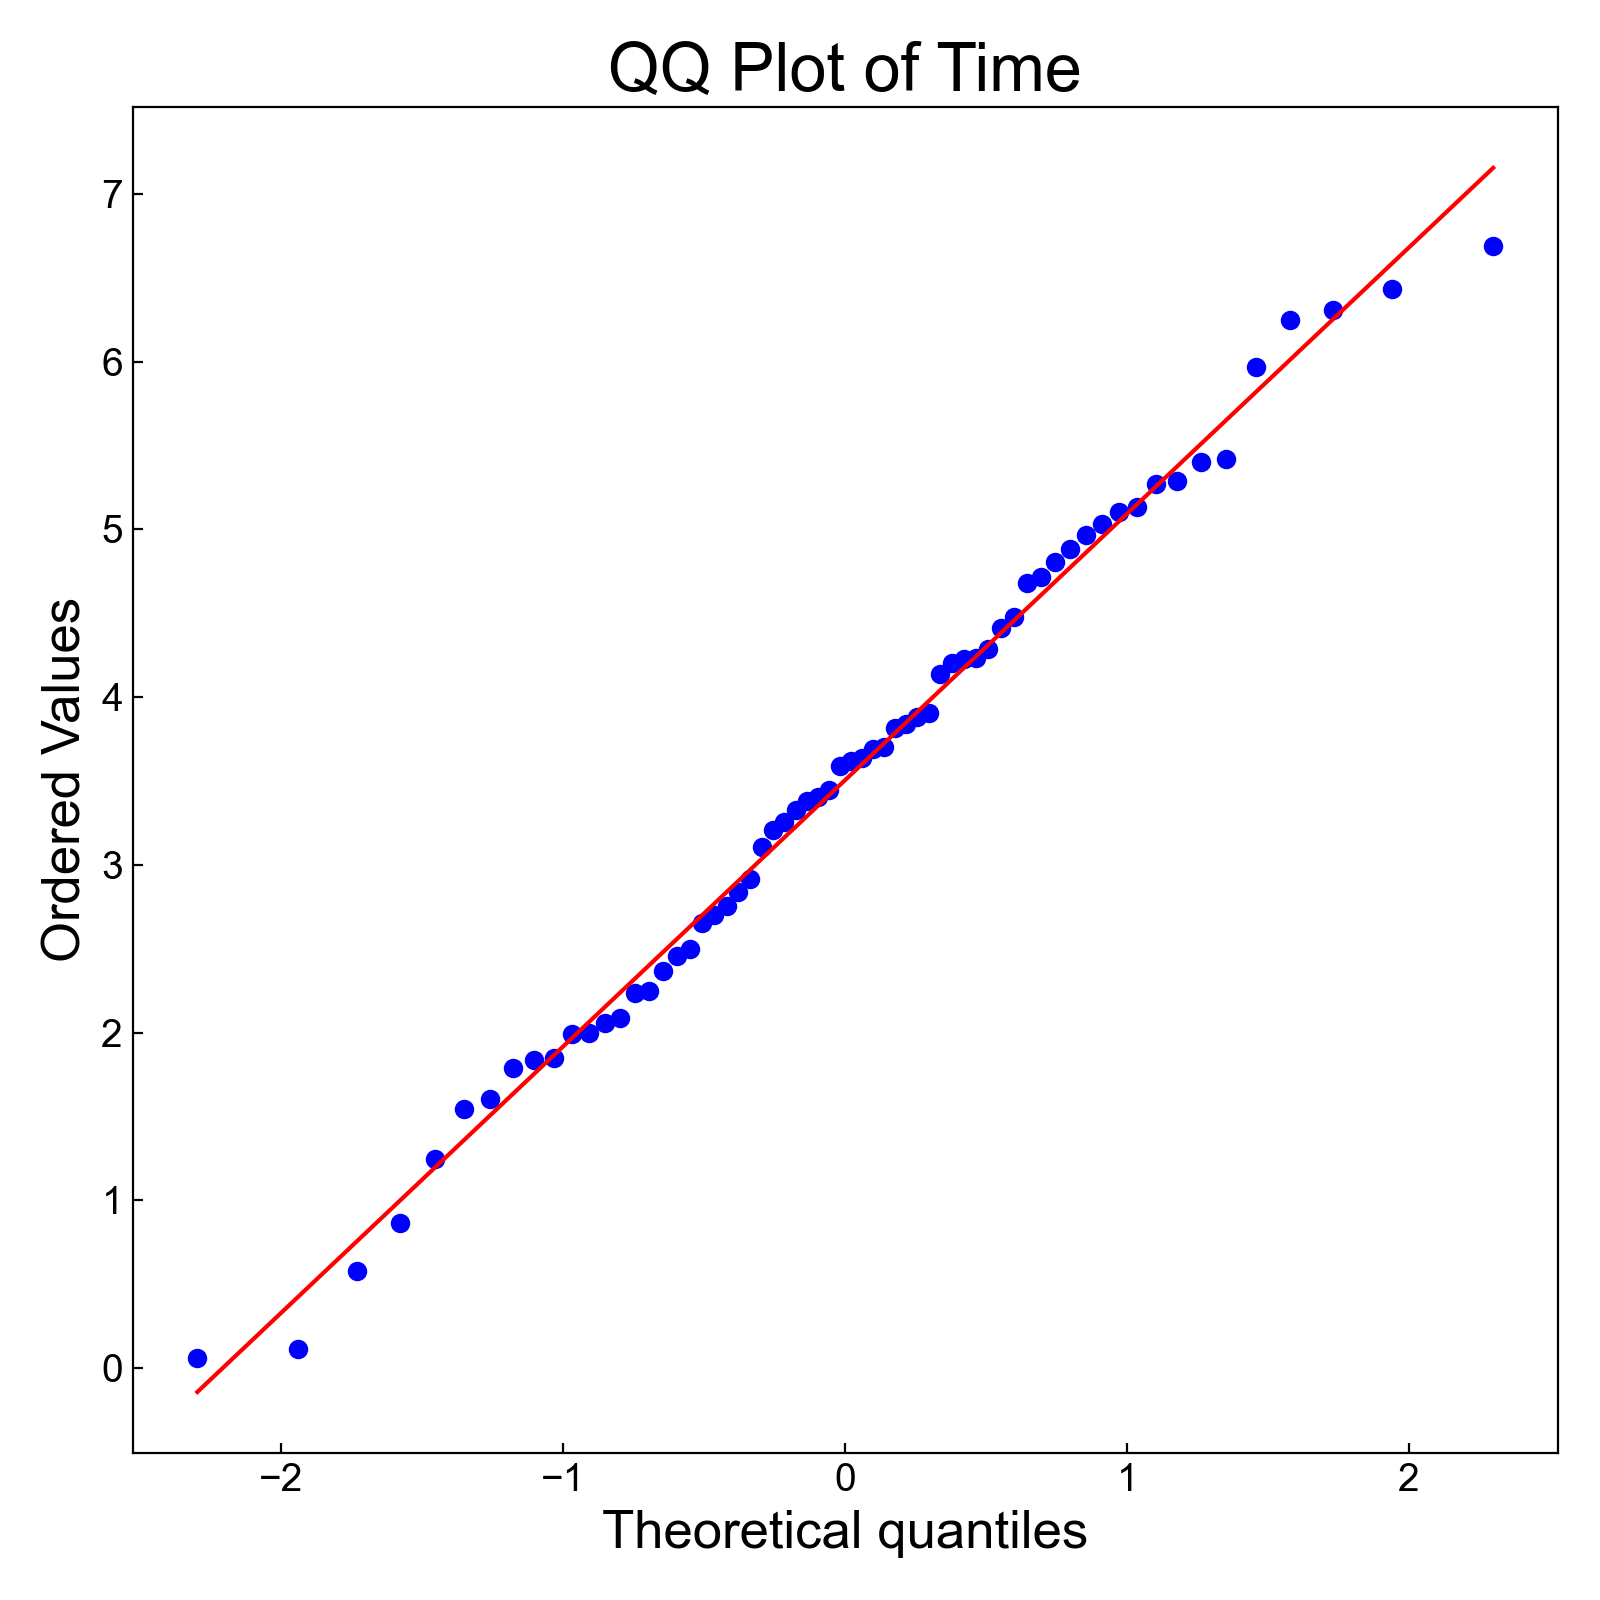 QQ Plot of Time
Ordered Values
7
6
5
4
3
2
1
0
−2 −1 0 1 2
Theoretical quantiles